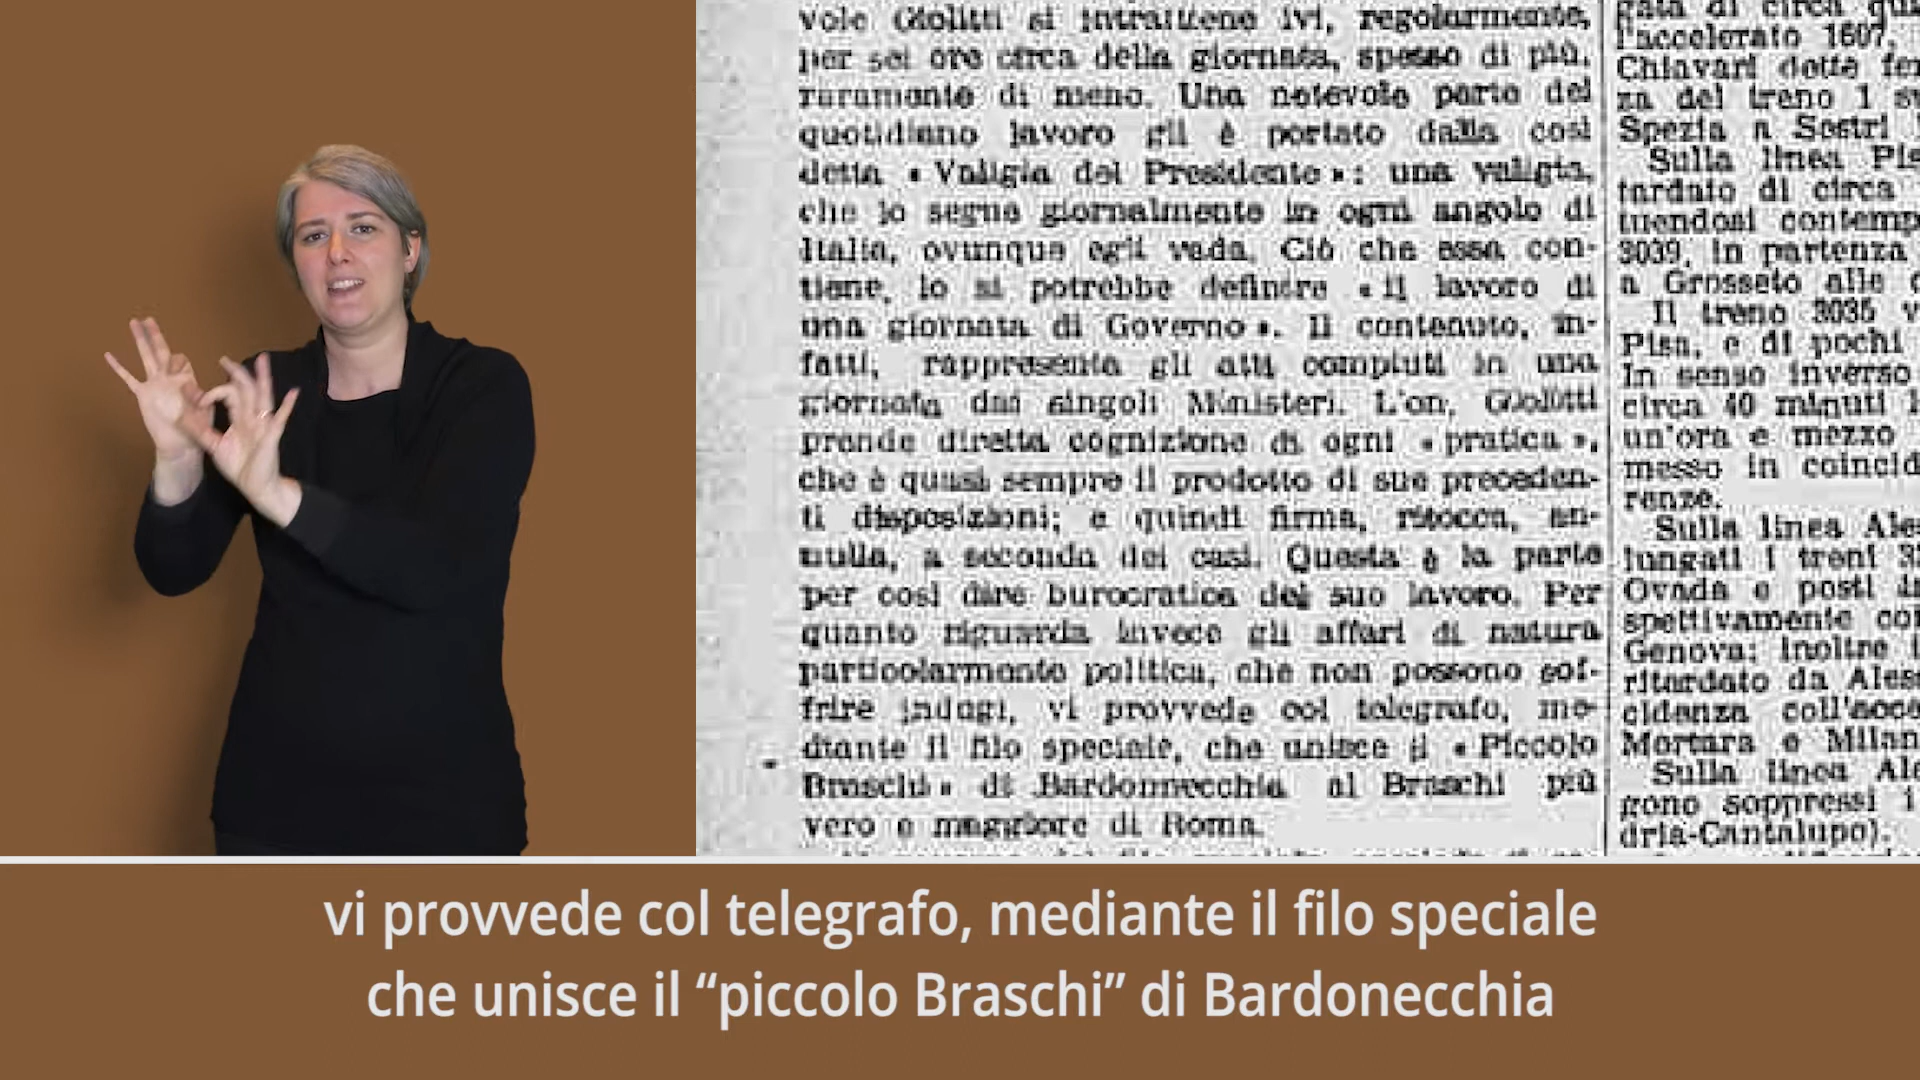 vole Giolitti si intrattiene ivi, regolarmente,
per sei ore circa della giornata, spesso di più,
raramente di meno. Una notevole parte del
quotidiano lavoro gli è portato dalla così
detta « Valigia del Presidente »: una valigia,
che lo segue giornalmente in ogni angolo di
Italia, ovunque egli vada. Ciò che essa con-
tiene, lo si potrebbe definire « il lavoro di
una giornata di Governo ». Il contenuto, in-
fatti, rappresenta gli atti compiuti in una
giornata dai singoli Ministeri. L'on. Giolitti
prende diretta cognizione di ogni « pratica »,
che è quasi sempre il prodotto di sue preceden-
ti disposizioni; e quindi firma, ritocca, an-
nulla, a seconda dei casi. Questa è la parte
per così dire burocratica del suo lavoro. Per
quanto riguarda invece gli affari di natura
particolarmente politica, che non possono sof-
frire indugi, vi provvede col telegrafo, me-
diante il filo speciale, che unisce il « Piccolo
Braschi » di Bardonnecchia al Braschi più
vero e maggiore di Roma.
l'accelerato 1607,
Chiavari dette
za del treno 1
Spezia a Sestri
Sulla linea
tardato di circa
tuendosi
3039, in partenza
a Grosseto alle
Il treno 3035
Pisa, e di pochi
In senso inverso
circa 40 minuti
un'ora e mezzo
messo in
renze.
Sulla linea
lungati i treni
Ovada e posti
spettivamente
Genova; inoltre
ritardato da
cidenza
Mortara e
Sulla linea
gono soppressi i
dria-Cantalupo).
vi provvede col telegrafo, mediante il filo speciale
che unisce il “piccolo Braschi” di Bardonecchia